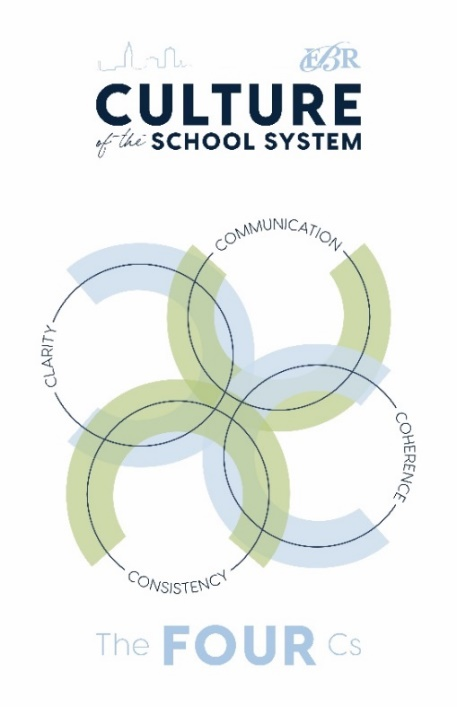 EBR
CULTURE
of the SCHOOL SYSTEM
COMMUNICATION
CLARITY
COHERENCE
CONSISTENCY
The FOUR Cs